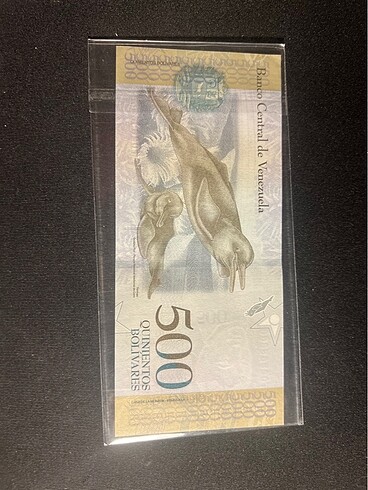 Banco Central de Venezuela
500
QUINIENTOS
BOLÍVARES